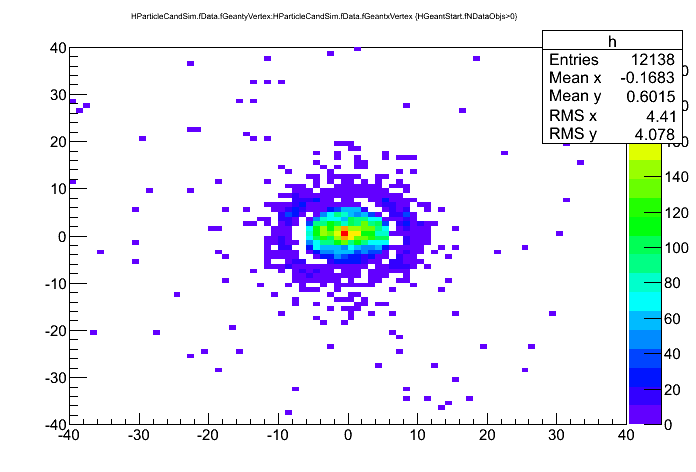 HParticleCandSim.fData.fGeantyVertex:HParticleCandSim.fData.fGeantxVertex {HGeantStart.fNDataObjs>0}
h
Entries 12138
Mean x -0.1683
Mean y 0.6015
RMS x 4.41
RMS y 4.078
40
30
20
10
0
-10
-20
-30
-40
-40 -30 -20 -10 0 10 20 30 40
140
120
100
80
60
40
20
0